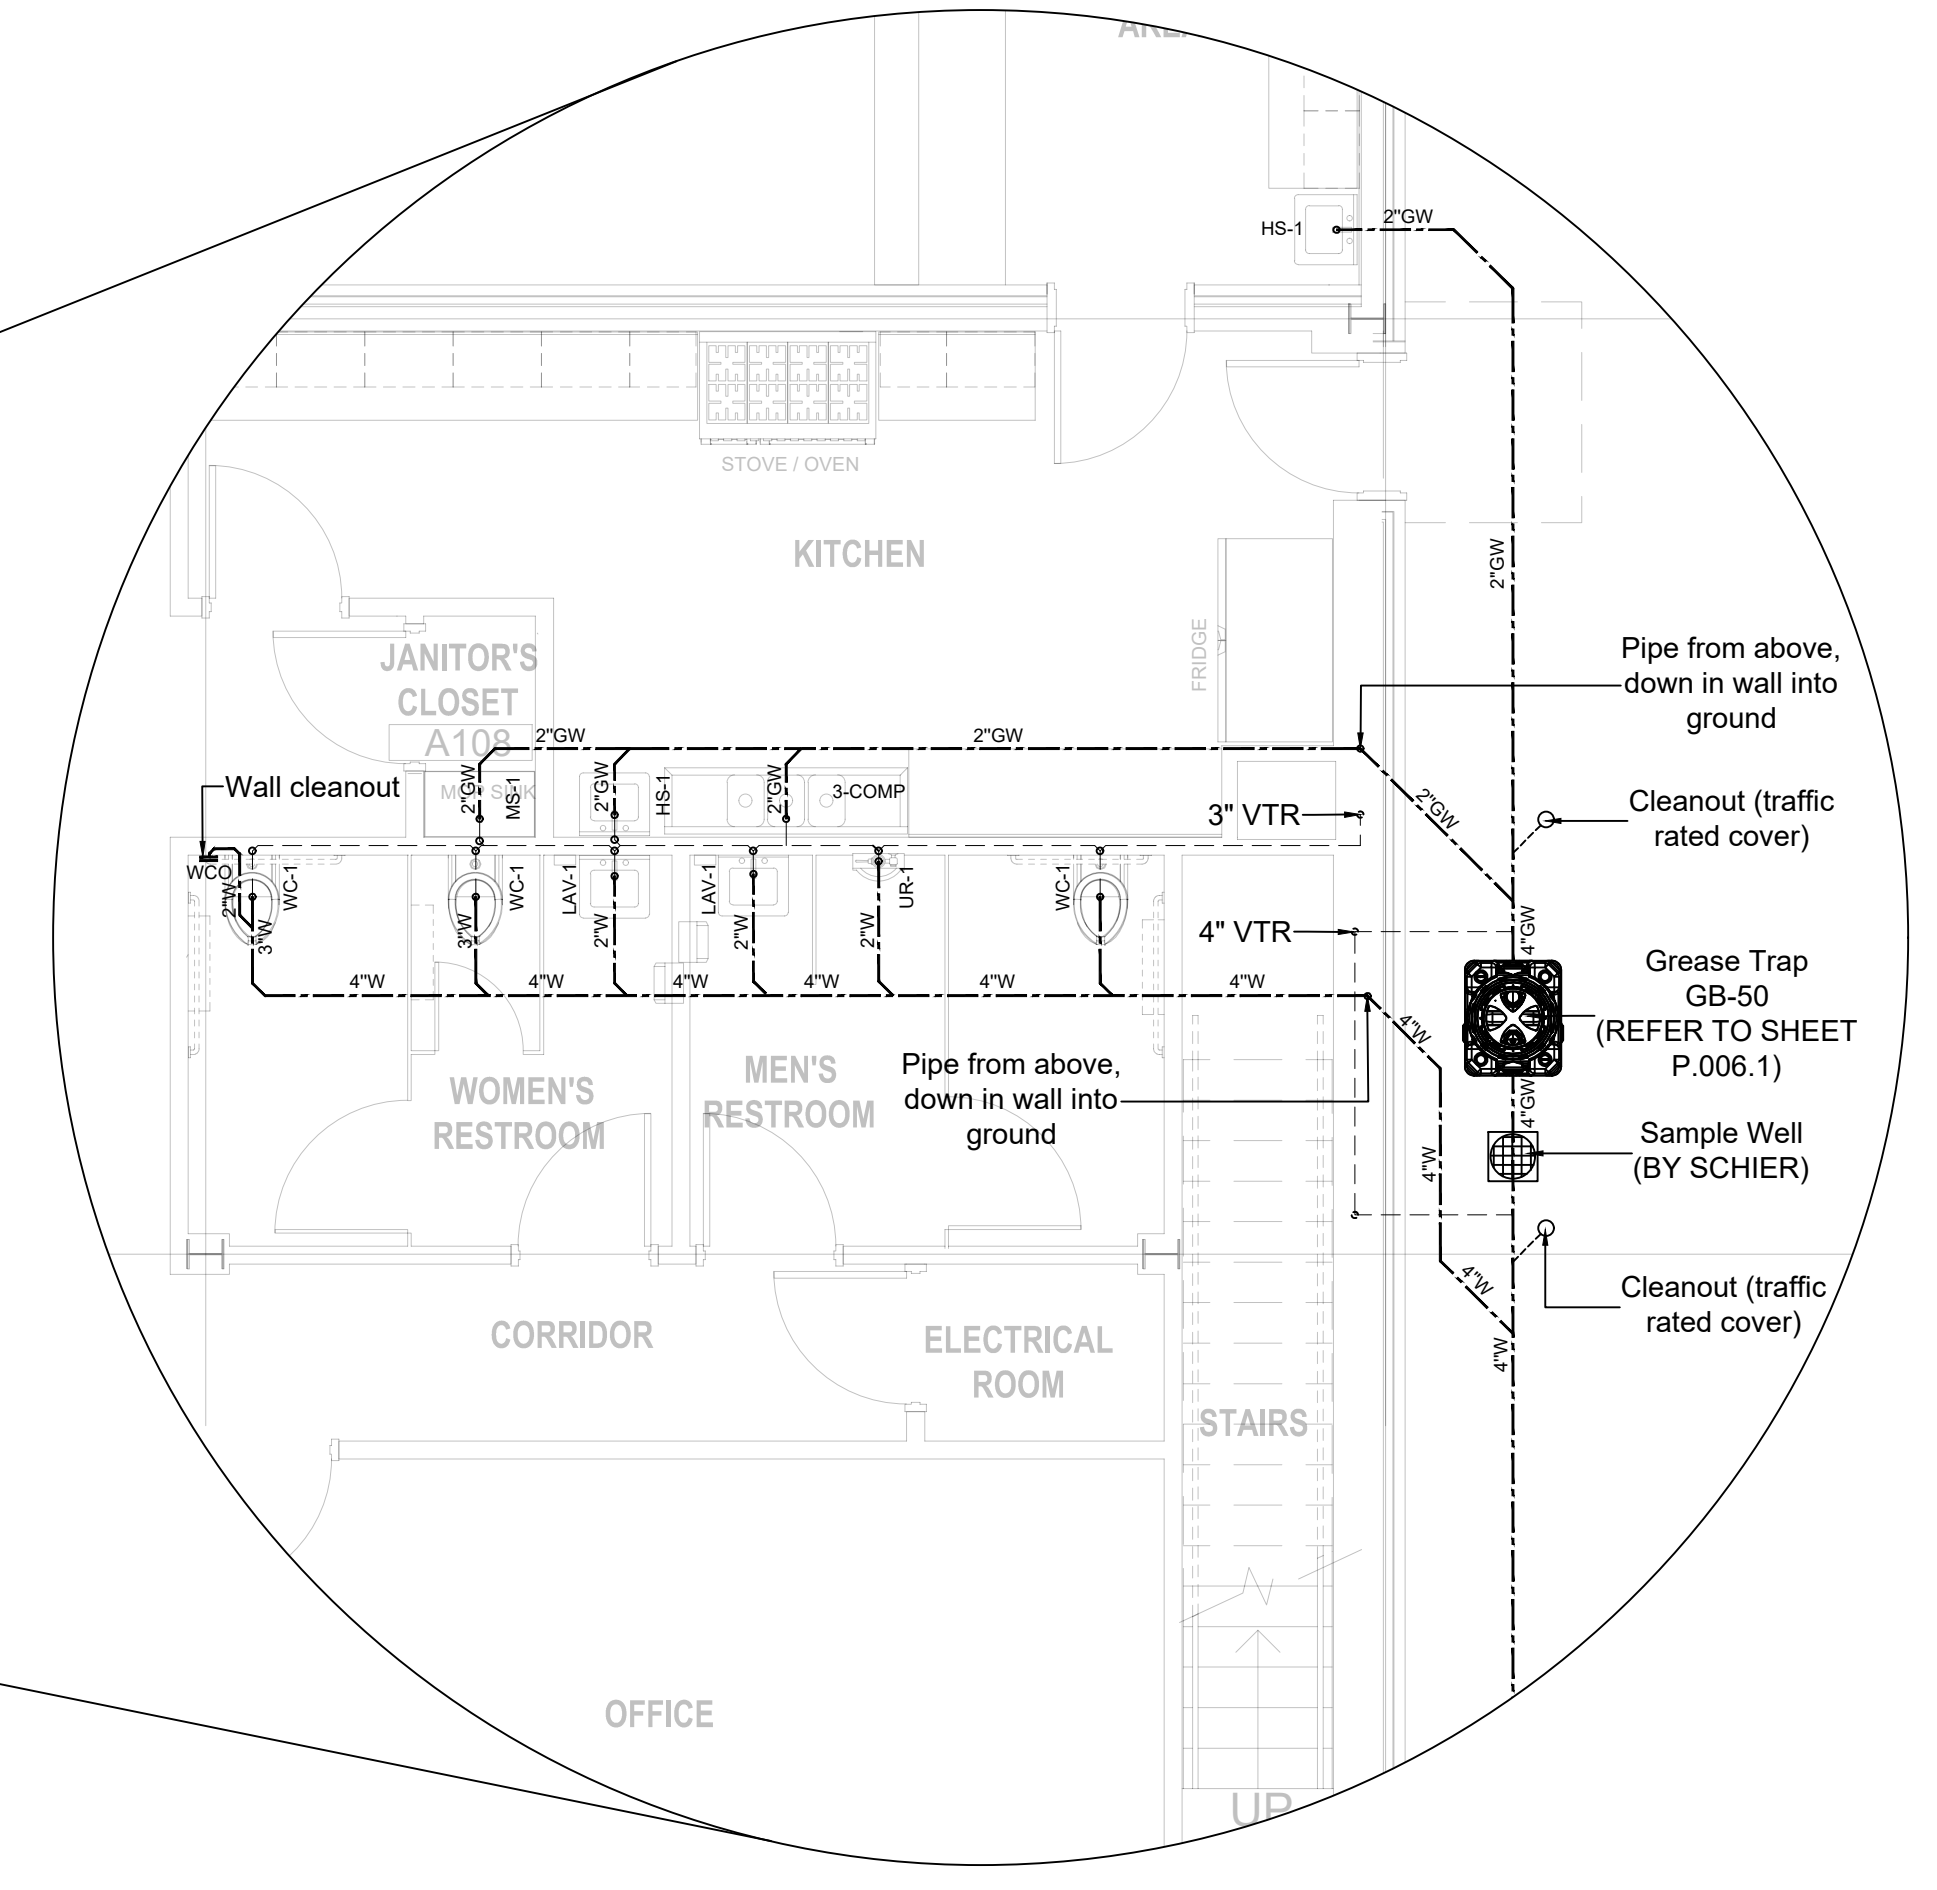 HS-1
2"GW
STOVE / OVEN
KITCHEN
2"GW
FRIDGE
Pipe from above,
down in wall into
ground
JANITOR'S
CLOSET
A108
2"GW
2"GW
Wall cleanout
MOP SINK
2"GW
MS-1
2"GW
HS-1
2"GW
3-COMP
3" VTR
2"GW
Cleanout (traffic
rated cover)
WCO
2"W
WC-1
3"W
3"W
WC-1
LAV-1
2"W
LAV-1
2"W
2"W
UR-1
WC-1
4" VTR
4"GW
4"W
4"W
4"W
4"W
4"W
4"W
Grease Trap
GB-50
(REFER TO SHEET
P.006.1)
4"W
Pipe from above,
down in wall into
ground
WOMEN'S
RESTROOM
MEN'S
RESTROOM
4"GW
4"W
Sample Well
(BY SCHIER)
4"W
Cleanout (traffic
rated cover)
4"W
CORRIDOR
ELECTRICAL
ROOM
STAIRS
OFFICE
UP